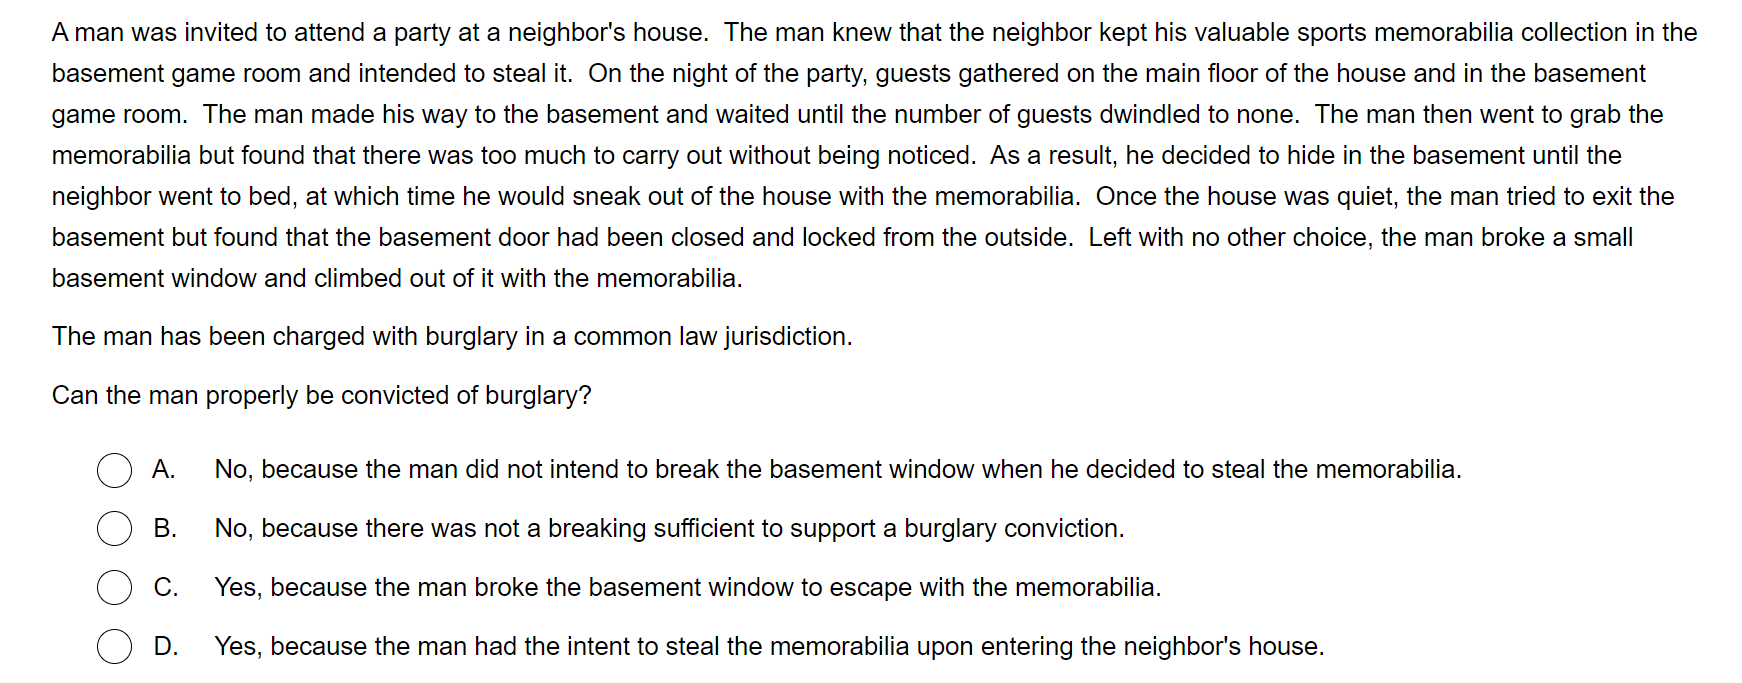 A man was invited to attend a party at a neighbor's house.  The man knew that the neighbor kept his valuable sports memorabilia collection in the
basement game room and intended to steal it.  On the night of the party, guests gathered on the main floor of the house and in the basement
game room.  The man made his way to the basement and waited until the number of guests dwindled to none.  The man then went to grab the
memorabilia but found that there was too much to carry out without being noticed.  As a result, he decided to hide in the basement until the
neighbor went to bed, at which time he would sneak out of the house with the memorabilia.  Once the house was quiet, the man tried to exit the
basement but found that the basement door had been closed and locked from the outside.  Left with no other choice, the man broke a small
basement window and climbed out of it with the memorabilia.
The man has been charged with burglary in a common law jurisdiction.
Can the man properly be convicted of burglary?
A. No, because the man did not intend to break the basement window when he decided to steal the memorabilia.
B. No, because there was not a breaking sufficient to support a burglary conviction.
C. Yes, because the man broke the basement window to escape with the memorabilia.
D. Yes, because the man had the intent to steal the memorabilia upon entering the neighbor's house.